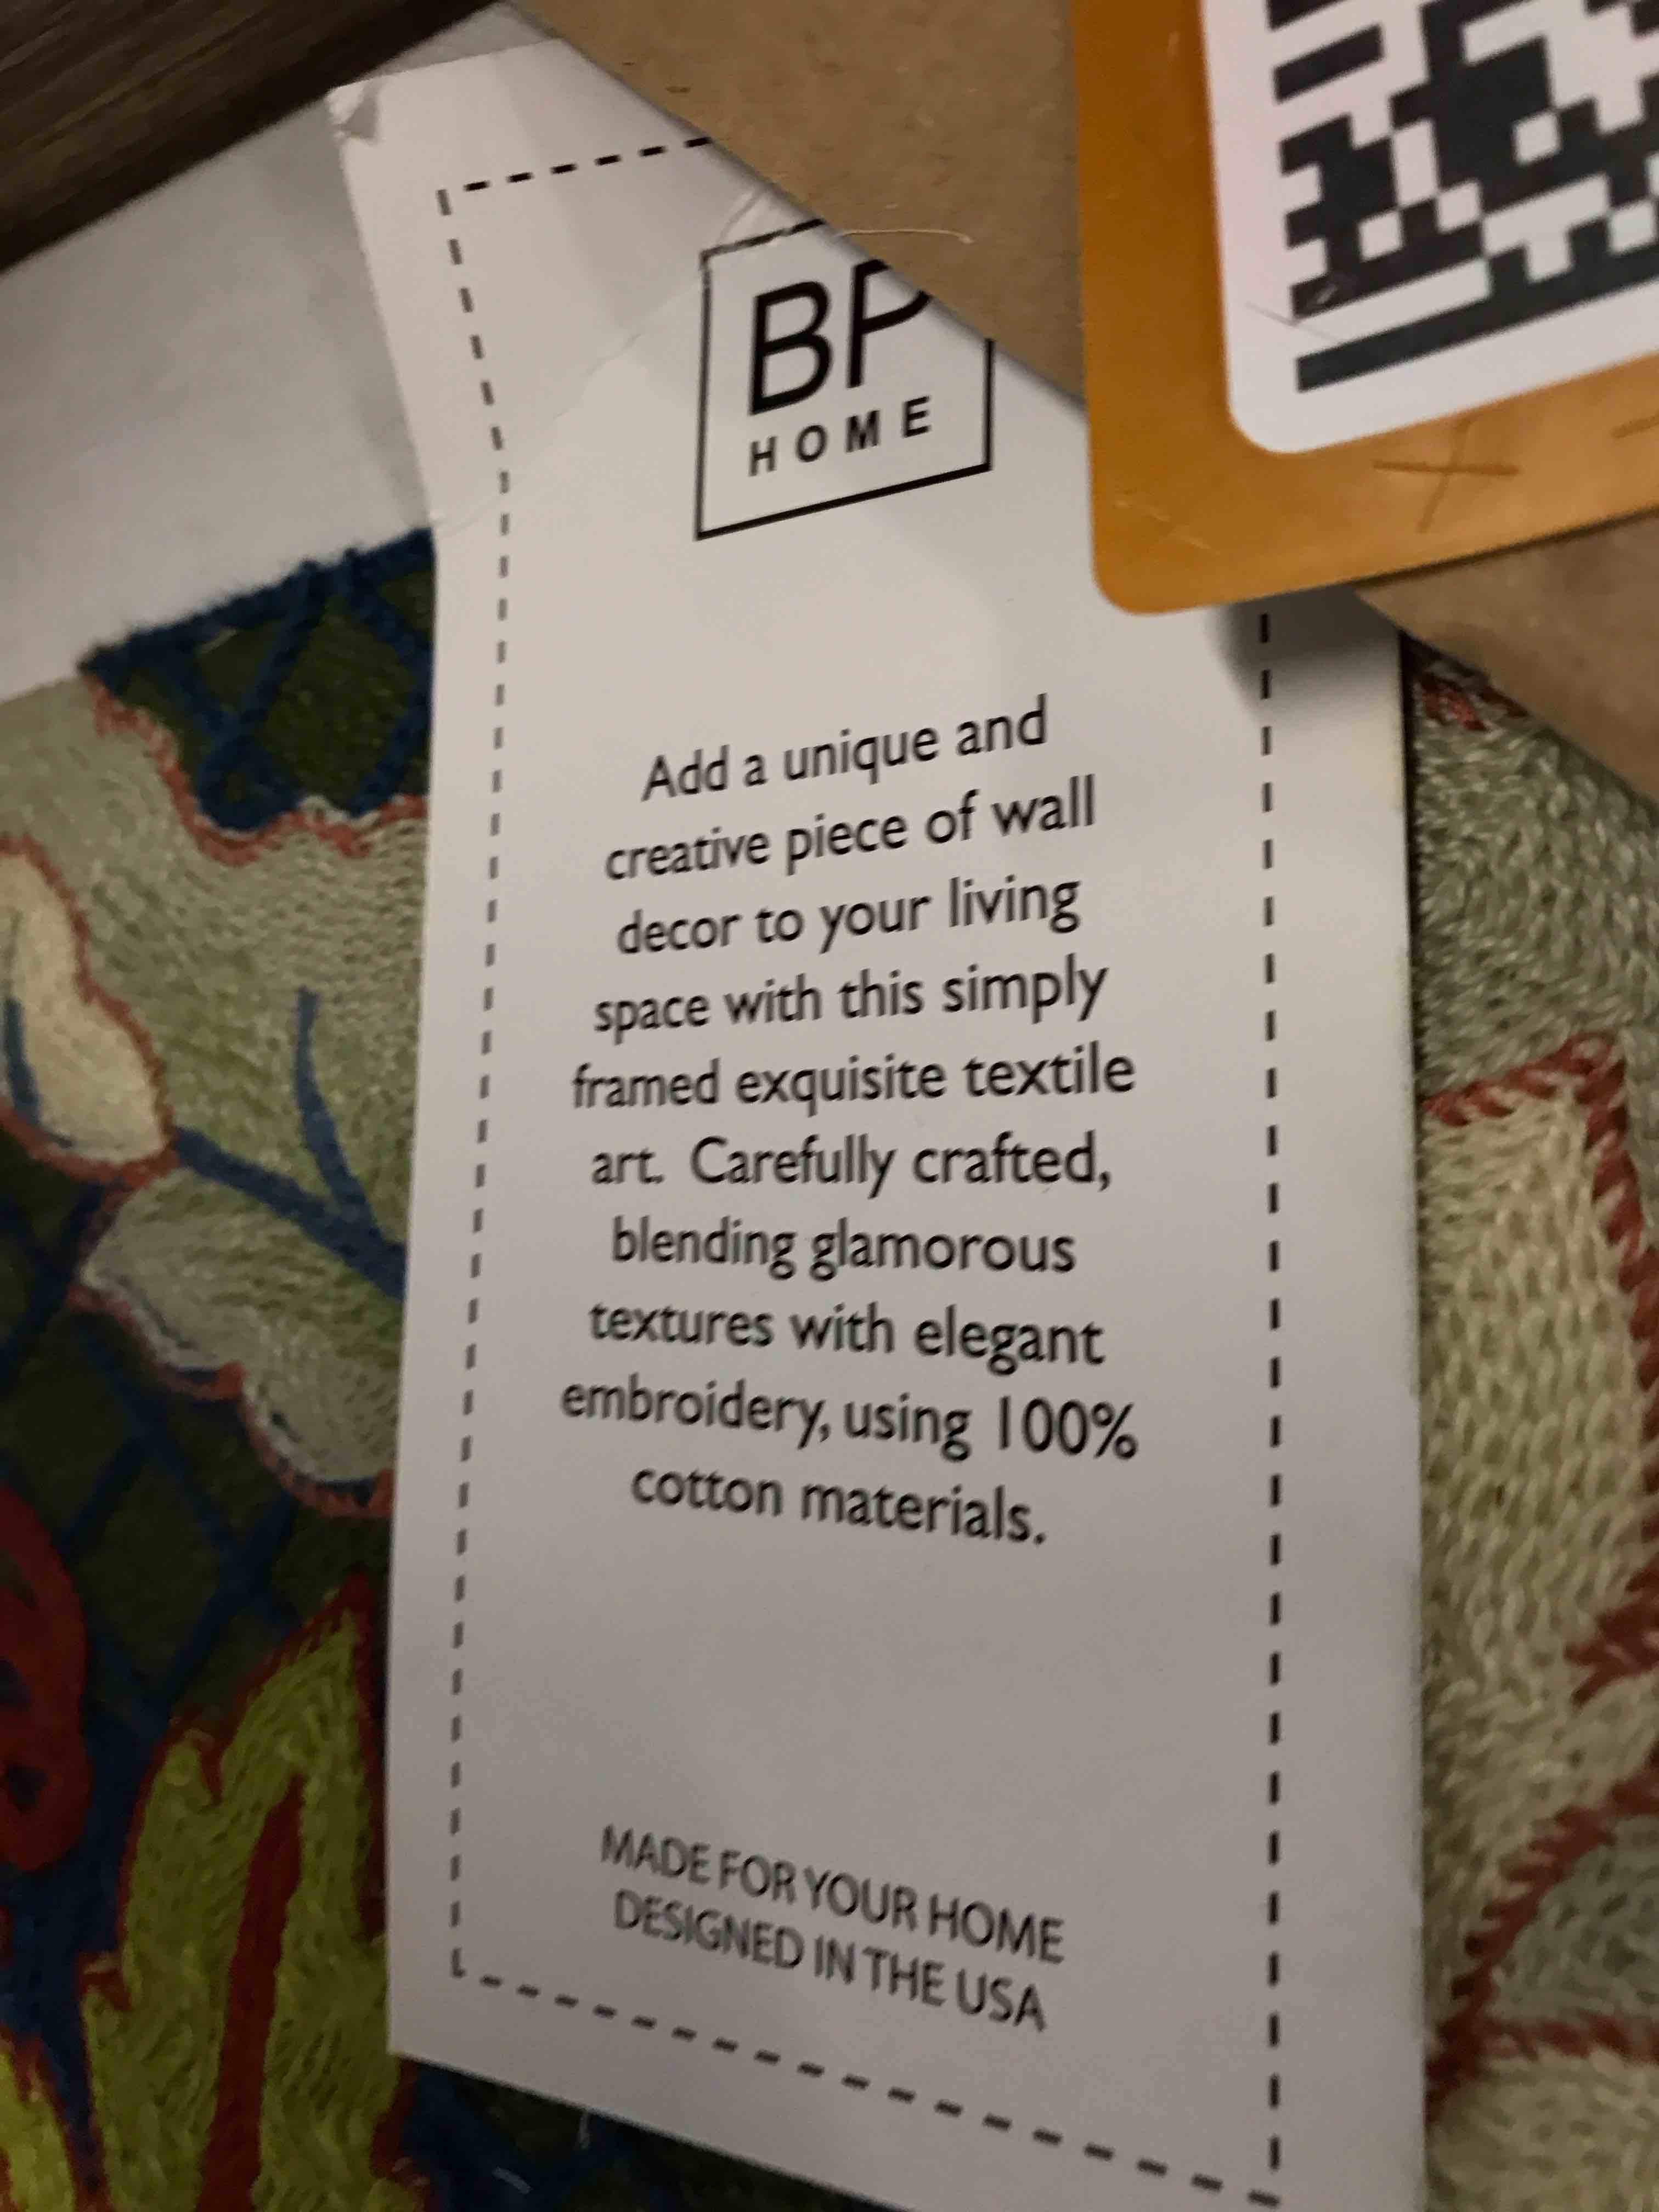 BP
HOME
Add a unique and
creative piece of wall
decor to your living
space with this simply
framed exquisite textile
art. Carefully crafted,
blending glamorous
textures with elegant
embroidery, using 100%
cotton materials.
MADE FOR YOUR HOME
DESIGNED IN THE USA